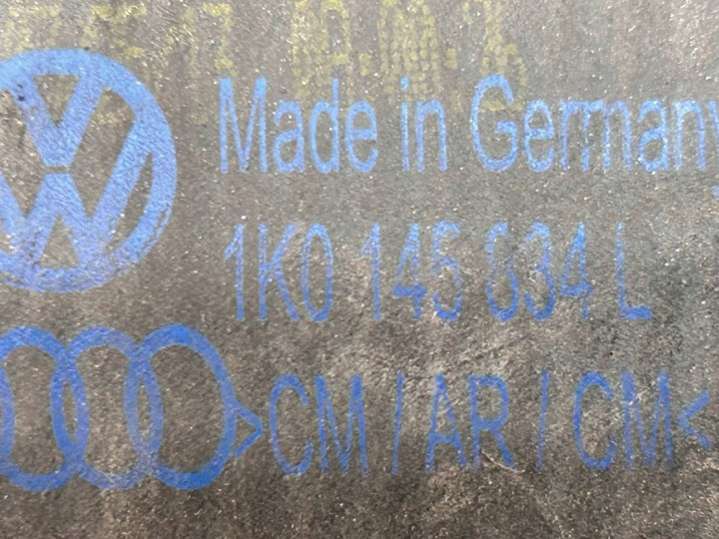 Made in Germany
1K0 145 834 L
>CM / AR / CM<